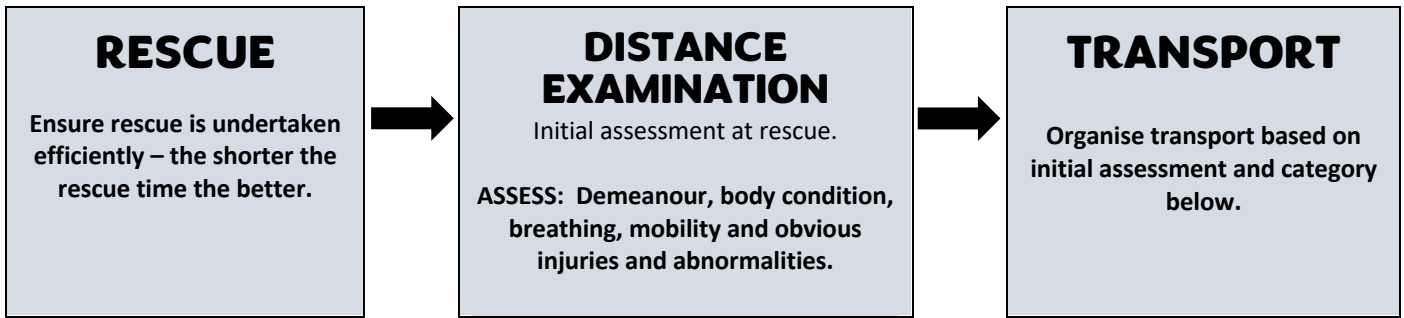 RESCUE
Ensure rescue is undertaken
efficiently – the shorter the
rescue time the better.
DISTANCE
EXAMINATION
Initial assessment at rescue.
ASSESS: Demeanour, body condition,
breathing, mobility and obvious
injuries and abnormalities.
TRANSPORT
Organise transport based on
initial assessment and category
below.